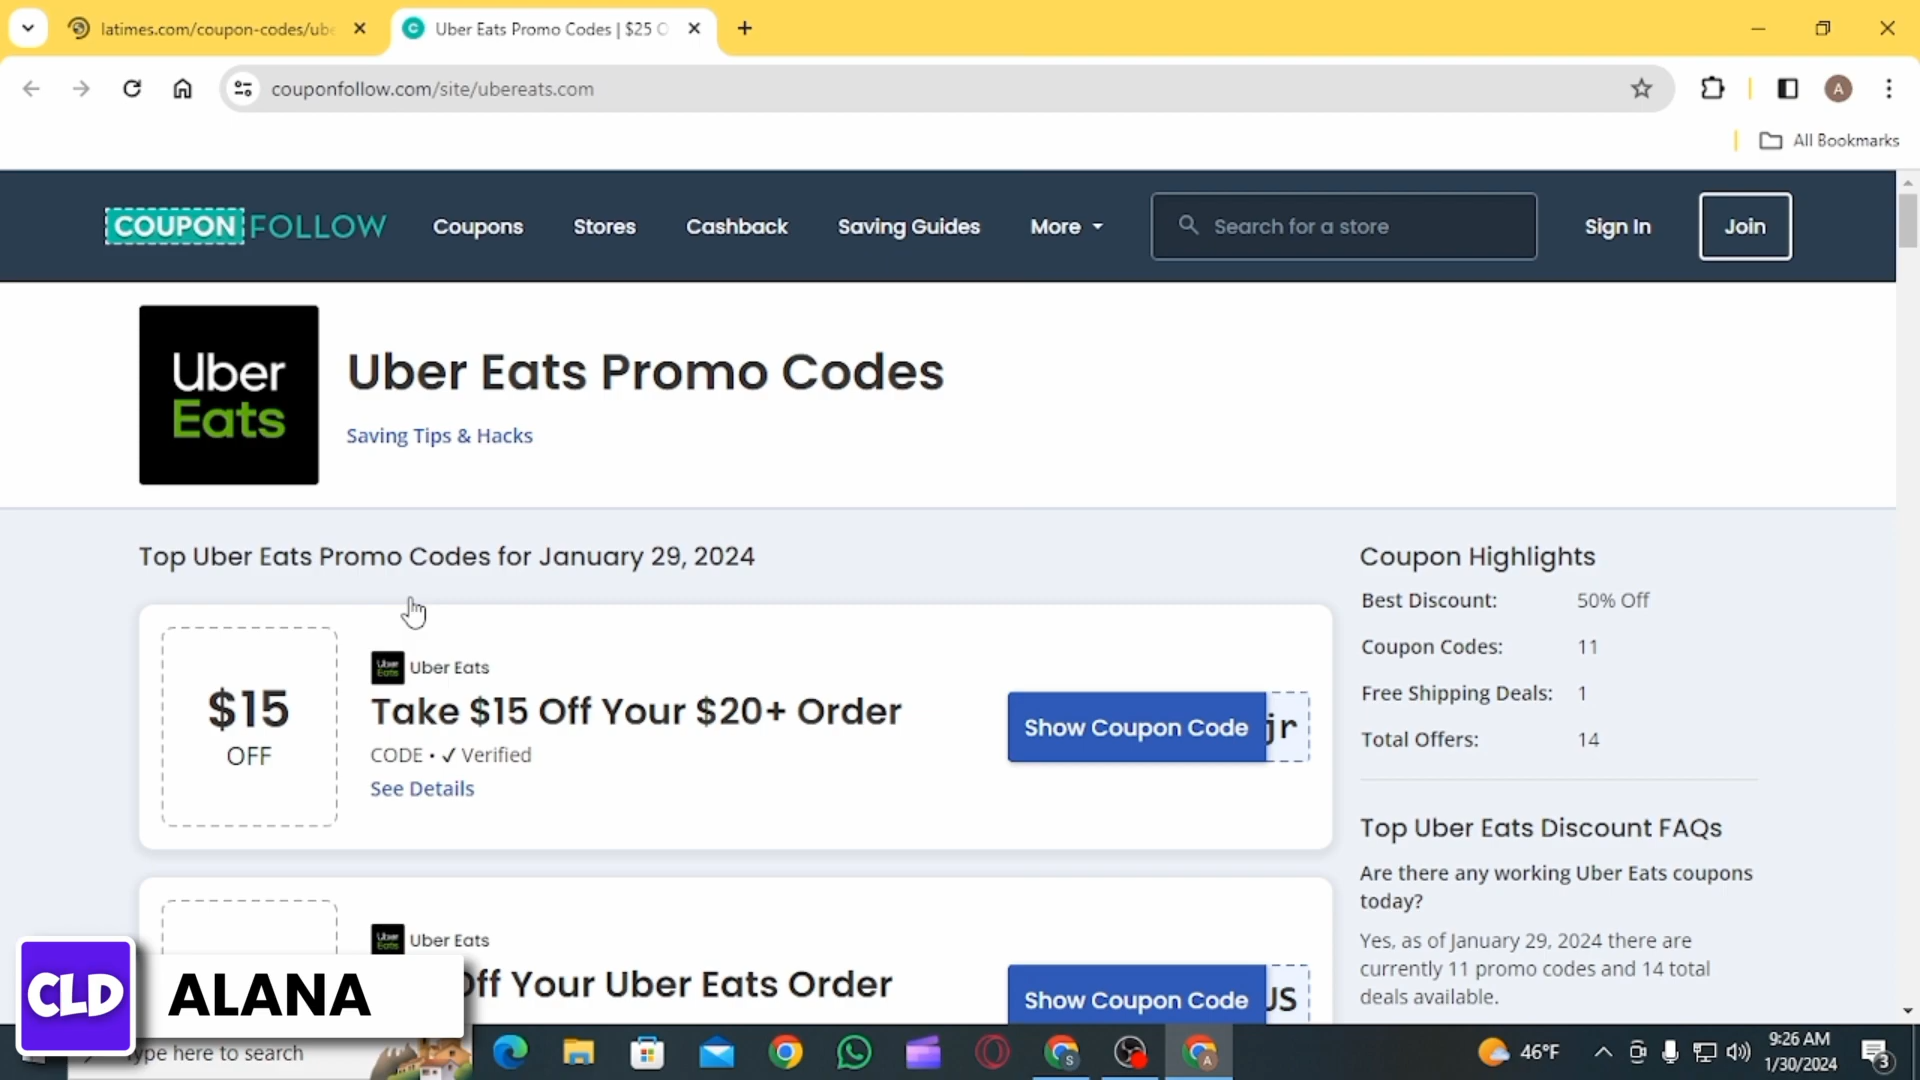 latimes.com/coupon-codes/ube
Uber Eats Promo Codes | $25 O
couponfollow.com/site/ubereats.com
A
All Bookmarks
COUPON FOLLOW
Coupons
Stores
Cashback
Saving Guides
More
Search for a store
Sign In
Join
Uber
Eats
Uber Eats Promo Codes
Saving Tips & Hacks
Top Uber Eats Promo Codes for January 29, 2024
$15
OFF
Uber Eats
Take $15 Off Your $20+ Order
CODE • ✓ Verified
See Details
Show Coupon Code
jr
Uber Eats
Off Your Uber Eats Order
Show Coupon Code
US
Coupon Highlights
Best Discount: 50% Off
Coupon Codes: 11
Free Shipping Deals: 1
Total Offers: 14
Top Uber Eats Discount FAQs
Are there any working Uber Eats coupons
today?
Yes, as of January 29, 2024 there are
currently 11 promo codes and 14 total
deals available.
CLD
ALANA
Type here to search
S
A
46°F
9:26 AM
1/30/2024
3